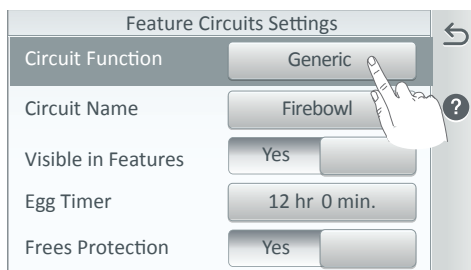 Feature Circuits Settings
Circuit Function Generic
Circuit Name Firebowl
?
Visible in Features Yes
Egg Timer 12 hr 0 min.
Frees Protection Yes